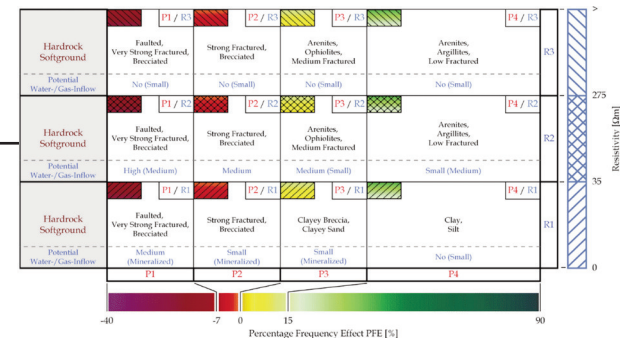 P1 / R3
P2 / R3
P3 / R3
P4 / R3
>
Hardrock
Softground
Faulted,
Very Strong Fractured,
Brecciated
Strong Fractured,
Brecciated
Arenites,
Ophiolites,
Medium Fractured
Arenites,
Argillites,
Low Fractured
R3
Potential
Water-/Gas-Inflow
No (Small)
No (Small)
No (Small)
No (Small)
275
P1 / R2
P2 / R2
P3 / R2
P4 / R2
Hardrock
Softground
Faulted,
Very Strong Fractured,
Brecciated
Strong Fractured,
Brecciated
Arenites,
Ophiolites,
Medium Fractured
Arenites,
Argillites,
Low Fractured
R2
Resistivity [Ωm]
Potential
Water-/Gas-Inflow
High (Medium)
Medium
Medium (Small)
Small (Medium)
35
P1 / R1
P2 / R1
P3 / R1
P4 / R1
Hardrock
Softground
Faulted,
Very Strong Fractured,
Brecciated
Strong Fractured,
Brecciated
Clayey Breccia,
Clayey Sand
Clay,
Silt
R1
Potential
Water-/Gas-Inflow
Medium
(Mineralized)
Small
(Mineralized)
Small
(Mineralized)
No (Small)
0
P1
P2
P3
P4
-40
-7
0
15
90
Percentage Frequency Effect PFE [%]